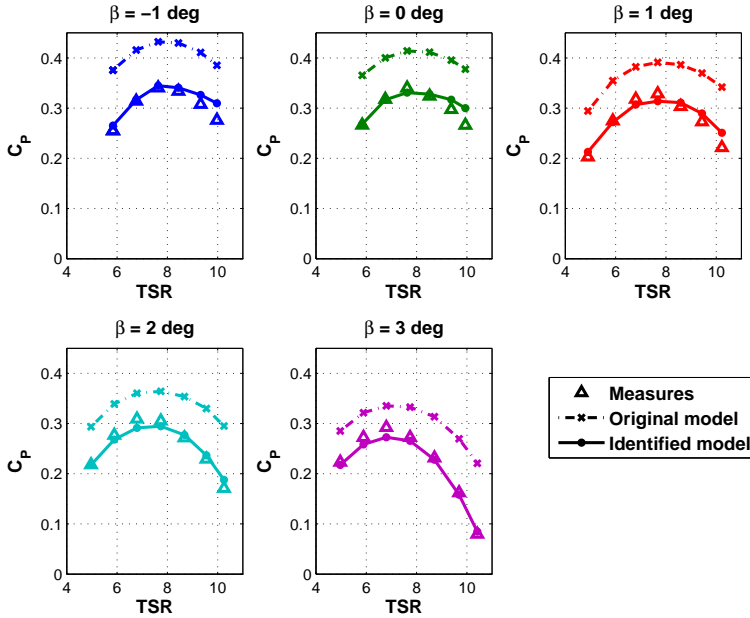 β = −1 deg
β = 0 deg
β = 1 deg
0.4
0.3
0.2
0.1
0
C_P
4 6 8 10
TSR
0.4
0.3
0.2
0.1
0
C_P
4 6 8 10
TSR
0.4
0.3
0.2
0.1
0
C_P
4 6 8 10
TSR
β = 2 deg
β = 3 deg
0.4
0.3
0.2
0.1
0
C_P
4 6 8 10
TSR
0.4
0.3
0.2
0.1
0
C_P
4 6 8 10
TSR
Measures
Original model
Identified model